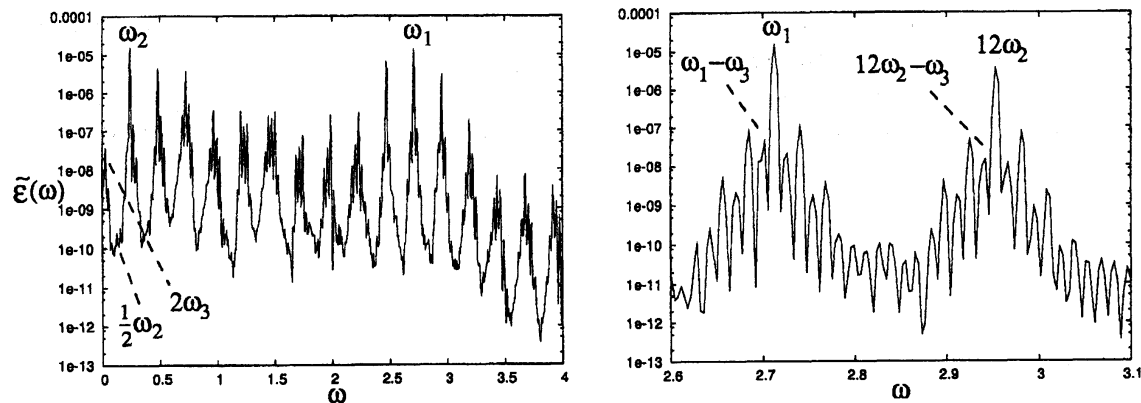 0.0001
1e-05
1e-06
1e-07
1e-08
1e-09
1e-10
1e-11
1e-12
1e-13
ε̃(ω)
ω₂
ω₁
½ω₂
2ω₃
0 0.5 1 1.5 2 2.5 3 3.5 4
ω
0.0001
1e-05
1e-06
1e-07
1e-08
1e-09
1e-10
1e-11
1e-12
1e-13
ω₁
ω₁−ω₃
12ω₂
12ω₂−ω₃
2.6 2.7 2.8 2.9 3 3.1
ω